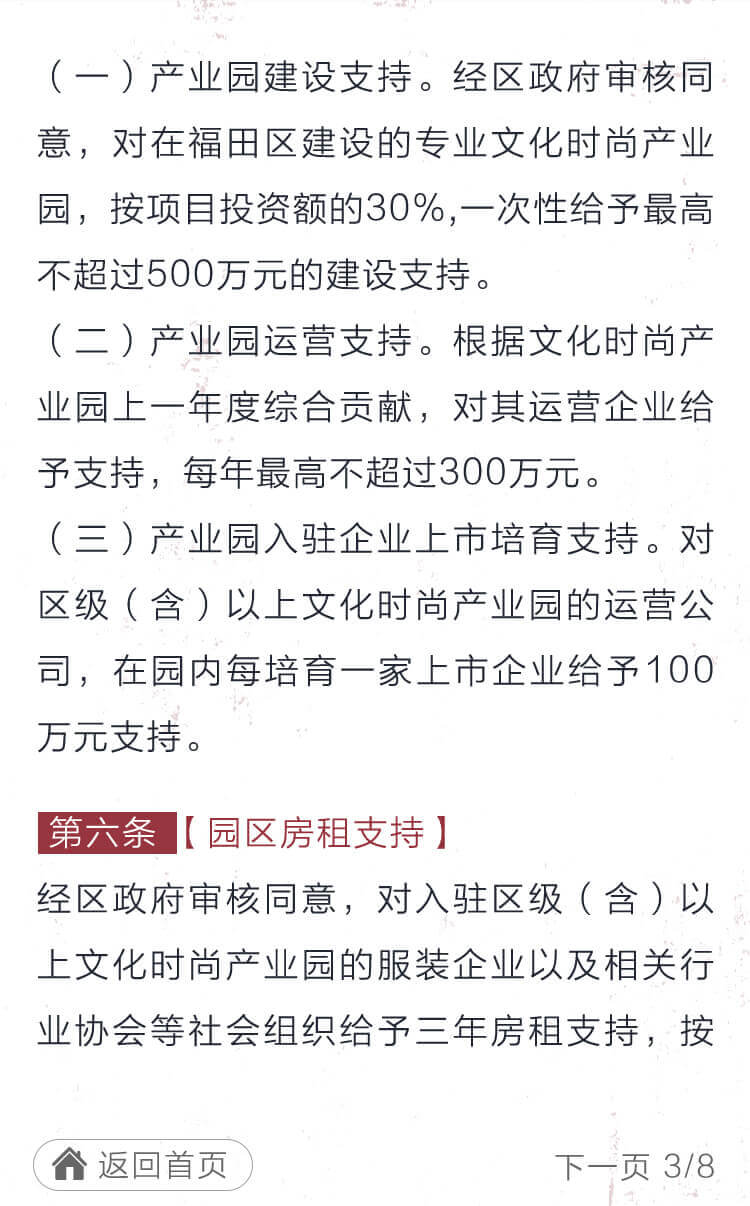 （一）产业园建设支持。经区政府审核同
意，对在福田区建设的专业文化时尚产业
园，按项目投资额的30%,一次性给予最高
不超过500万元的建设支持。
（二）产业园运营支持。根据文化时尚产
业园上一年度综合贡献，对其运营企业给
予支持，每年最高不超过300万元。
（三）产业园入驻企业上市培育支持。对
区级（含）以上文化时尚产业园的运营公
司，在园内每培育一家上市企业给予100
万元支持。
第六条【园区房租支持】
经区政府审核同意，对入驻区级（含）以
上文化时尚产业园的服装企业以及相关行
业协会等社会组织给予三年房租支持，按
返回首页 下一页 3/8